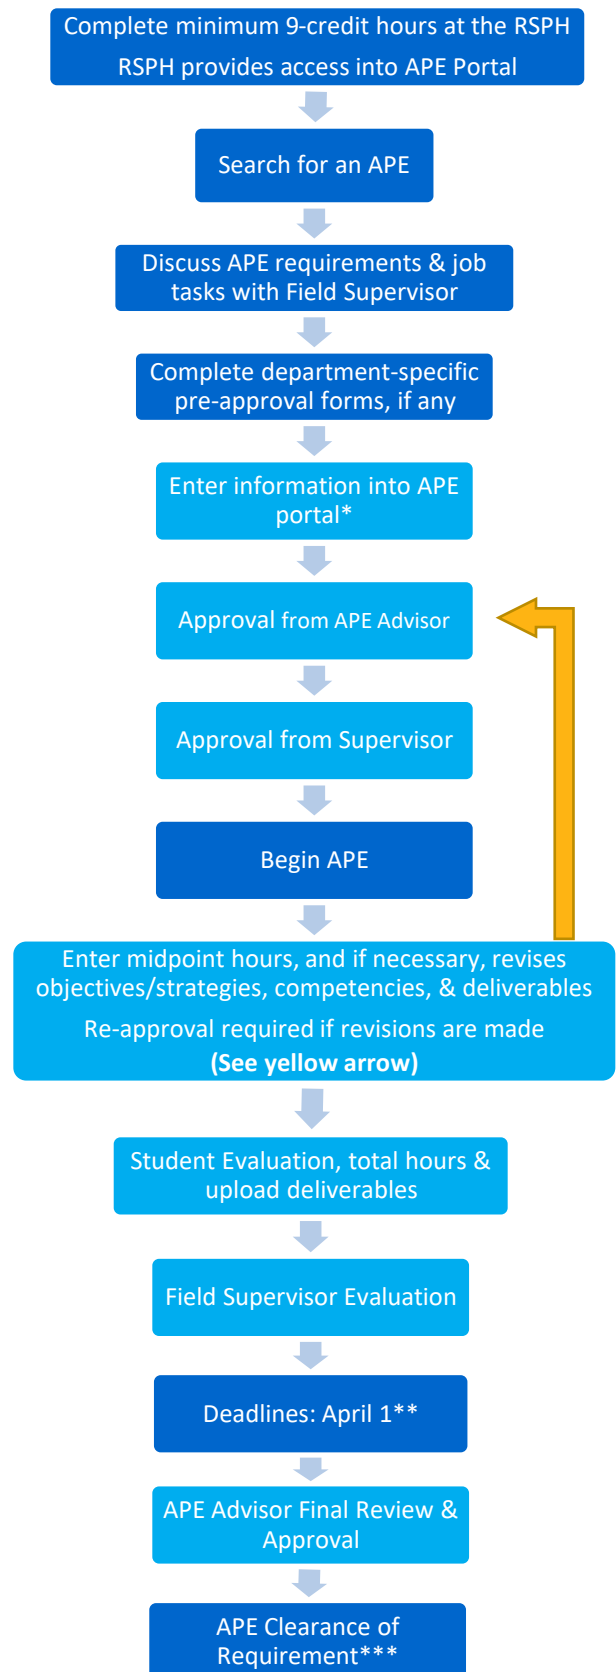 Complete minimum 9-credit hours at the RSPH
RSPH provides access into APE Portal
Search for an APE
Discuss APE requirements & job
tasks with Field Supervisor
Complete department-specific
pre-approval forms, if any
Enter information into APE
portal*
Approval from APE Advisor
Approval from Supervisor
Begin APE
Enter midpoint hours, and if necessary, revises
objectives/strategies, competencies, & deliverables
Re-approval required if revisions are made
(See yellow arrow)
Student Evaluation, total hours &
upload deliverables
Field Supervisor Evaluation
Deadlines: April 1**
APE Advisor Final Review &
Approval
APE Clearance of
Requirement***